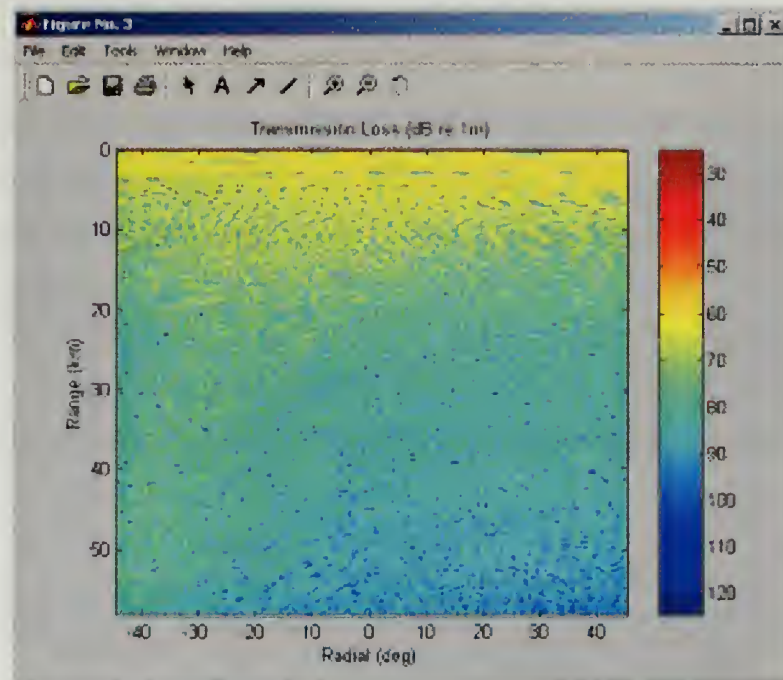 Figure No. 3
File Edit Tools Window Help
A
Transmission Loss (dB re 1m)
0
10
20
30
40
50
Range (km)
-40 -30 20 10 0 10 20 30 40
Radial (deg)
30
40
50
60
70
80
90
100
110
120